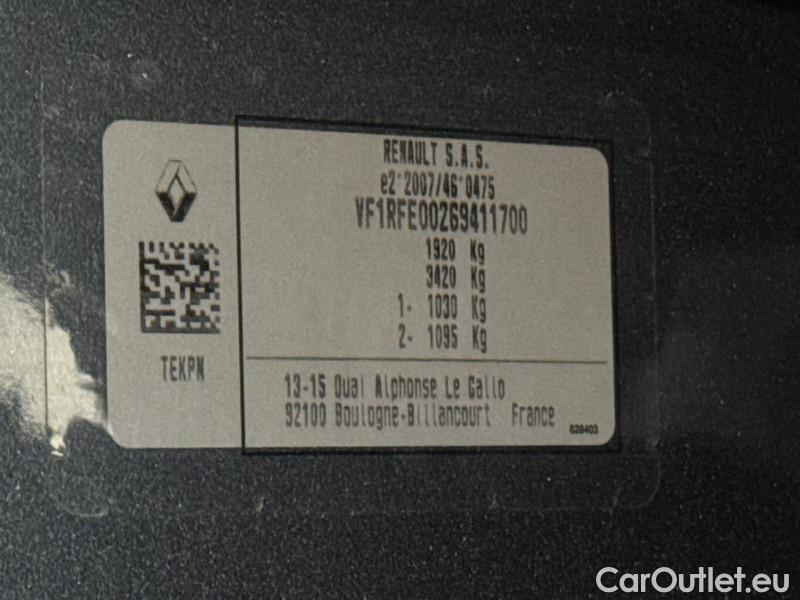 RENAULT S.A.S.
e2*2007/46*0475
VF1RFE00269411700
1920 Kg
3420 Kg
1- 1030 Kg
2- 1095 Kg
TEKPN
13-15 Quai Alphonse Le Gallo
92100 Boulogne-Billancourt France
828403
CarOutlet.eu